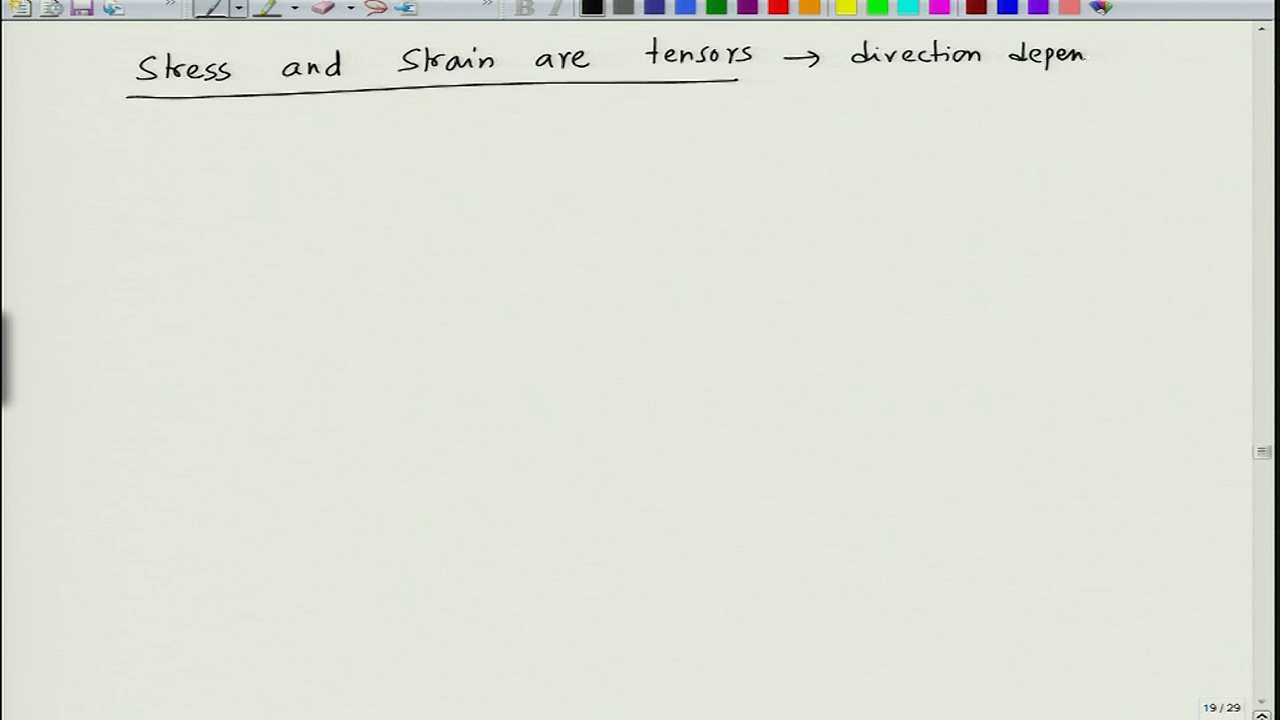 Stress and Strain are tensors → direction depen
19 / 29